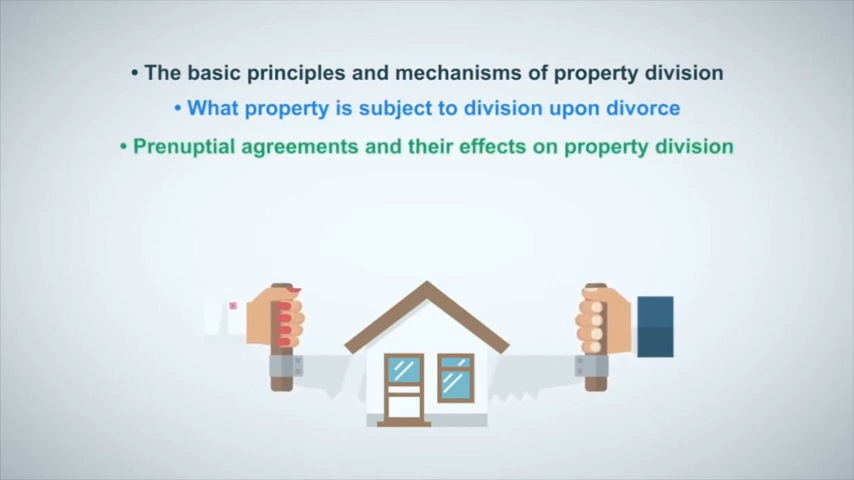 • The basic principles and mechanisms of property division
• What property is subject to division upon divorce
• Prenuptial agreements and their effects on property division